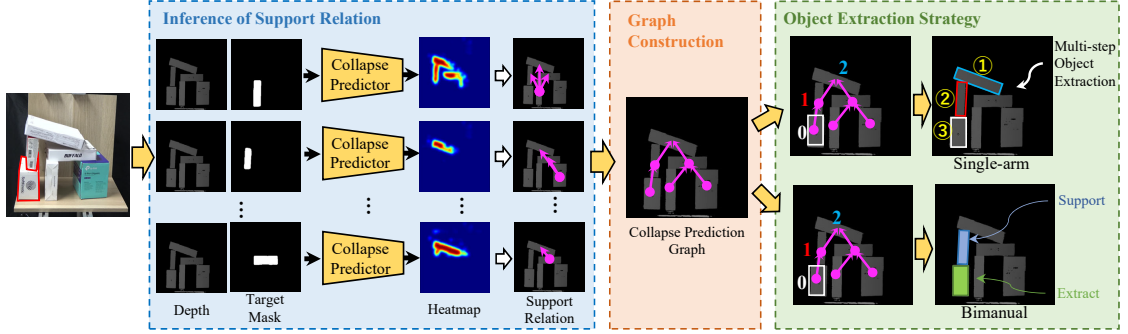 Inference of Support Relation
Collapse
Predictor
Collapse
Predictor
Collapse
Predictor
Depth
Target
Mask
Heatmap
Support
Relation
Graph
Construction
Collapse Prediction
Graph
Object Extraction Strategy
2
1
0
①
②
③
Multi-step
Object
Extraction
Single-arm
2
1
0
Support
Extract
Bimanual
BUFFALO